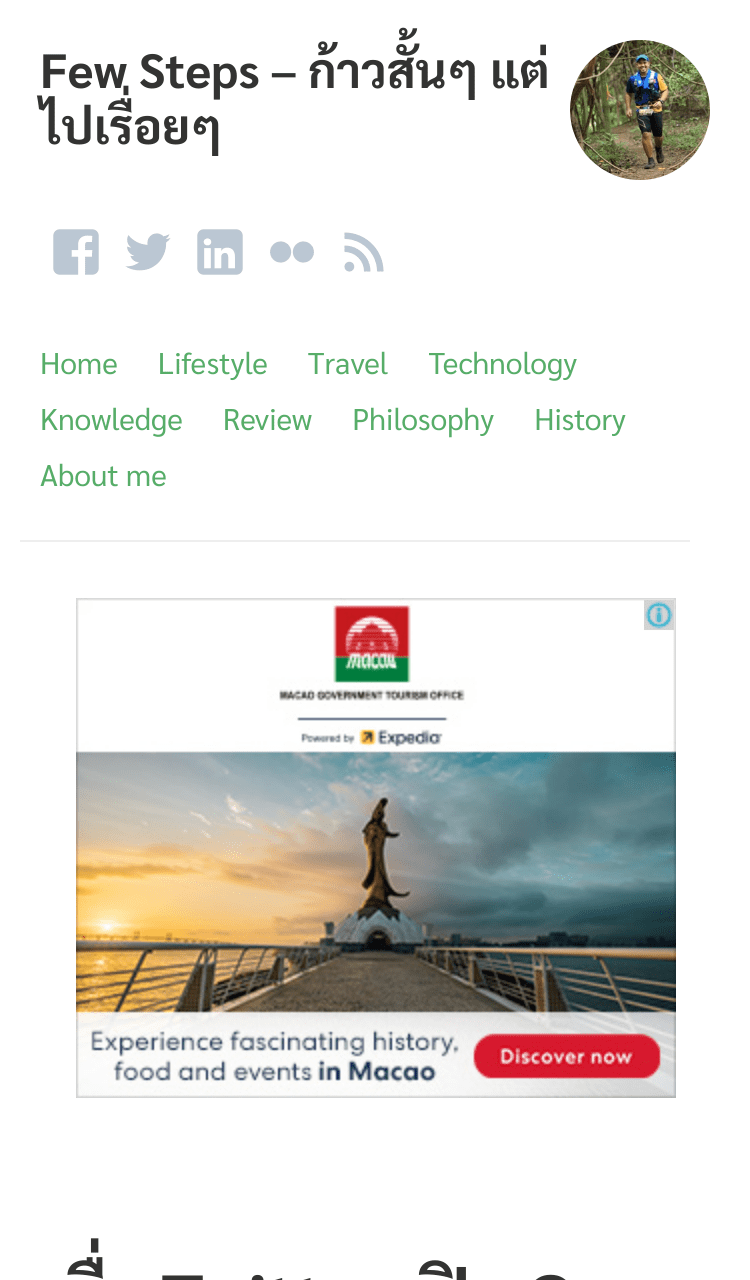 Few Steps – ก้าวสั้นๆ แต่
ไปเรื่อยๆ
Home Lifestyle Travel Technology
Knowledge Review Philosophy History
About me
macau
MACAO GOVERNMENT TOURISM OFFICE
Powered by Expedia
Experience fascinating history,
food and events in Macao
Discover now